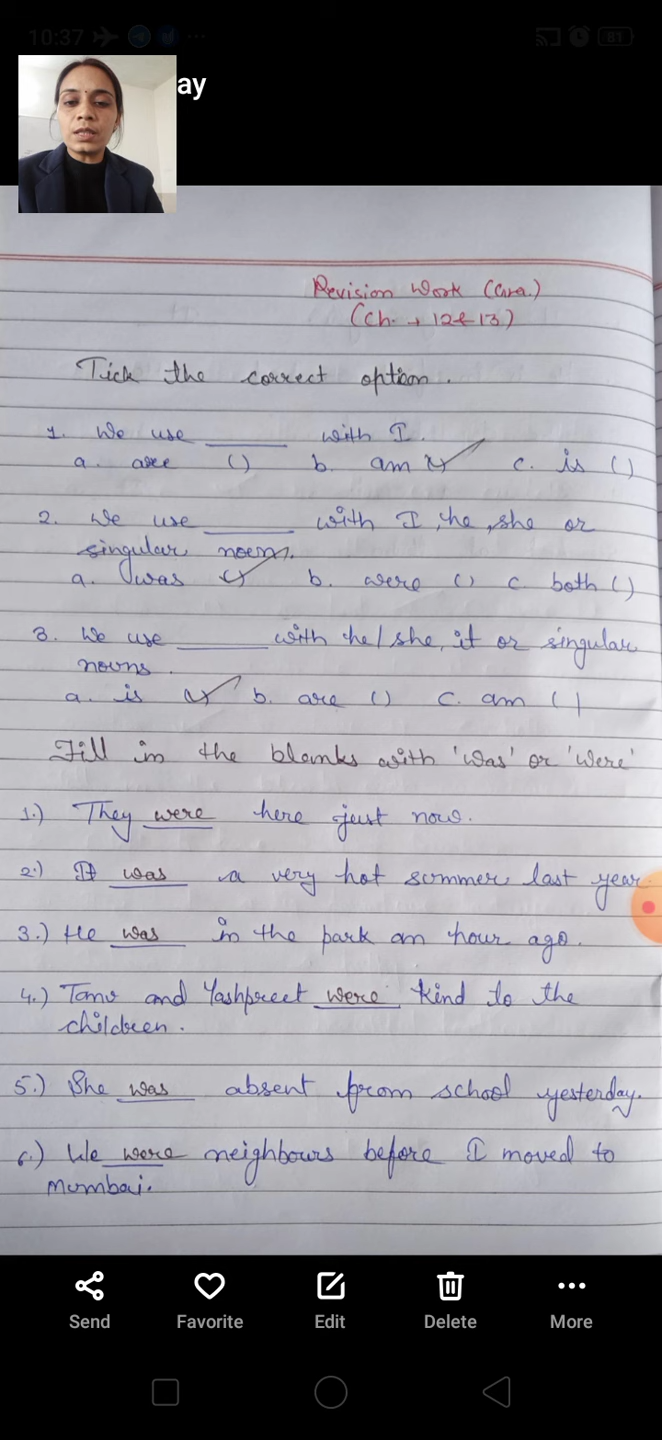 10:37
81
ay
Revision Work (Gra.)
(Ch. → 12 & 13)
Tick the correct option.
1. We use ______ with I.
a. are () b. am (✓) c. is ()
2. We use ______ with I, he, she or
singular noun.
a. was (✓) b. were () c. both ()
3. We use ______ with he/she, it or singular
nouns.
a. is (✓) b. are () c. am ()
Fill in the blanks with 'was' or 'were'
1.) They were here just now.
2.) It was a very hot summer last year.
3.) He was in the park an hour ago.
4.) Tanu and Yashpreet were kind to the
children.
5.) She was absent from school yesterday.
6.) We were neighbours before I moved to
Mumbai.
Send Favorite Edit Delete More